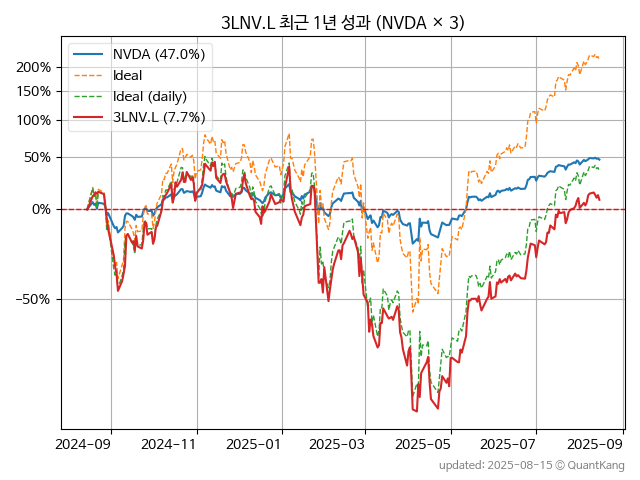 3LNV.L 최근 1년 성과 (NVDA × 3)
NVDA (47.0%)
Ideal
Ideal (daily)
3LNV.L (7.7%)
200%
150%
100%
50%
0%
−50%
2024-09 2024-11 2025-01 2025-03 2025-05 2025-07 2025-09
updated: 2025-08-15 © QuantKang